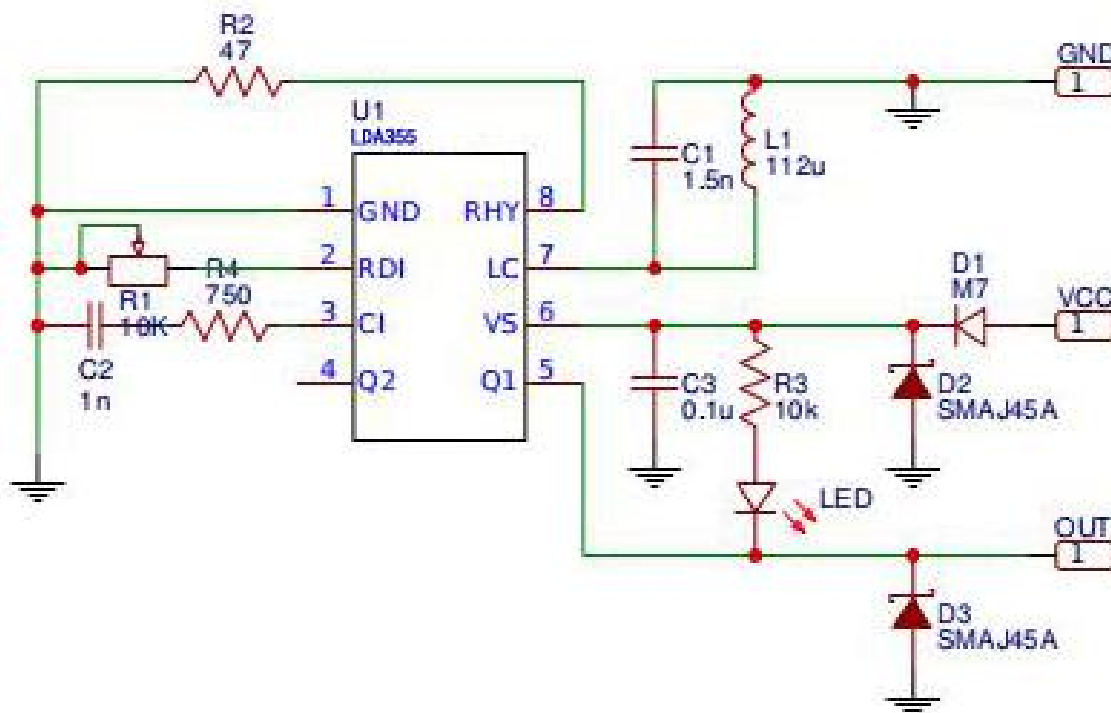 R2
47
GND
1
U1
LDA355
C1
1.5n
L1
112u
1
GND
RHY
8
2
RDI
LC
7
R4
750
R1
10K
D1
M7
VCC
1
3
CI
VS
6
C2
1n
4
Q2
Q1
5
C3
0.1u
R3
10k
D2
SMAJ45A
LED
OUT
1
D3
SMAJ45A